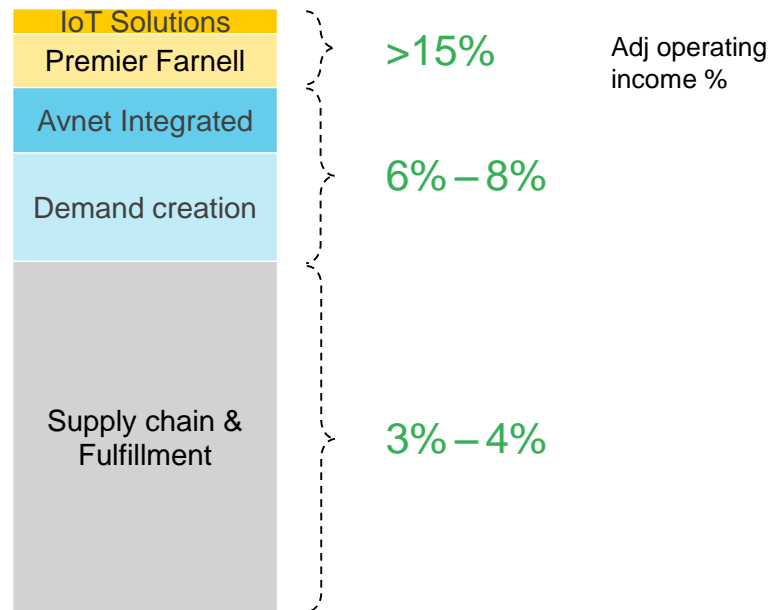 IoT Solutions
Premier Farnell
>15%
Adj operating
income %
Avnet Integrated
Demand creation
6% – 8%
Supply chain &
Fulfillment
3% – 4%